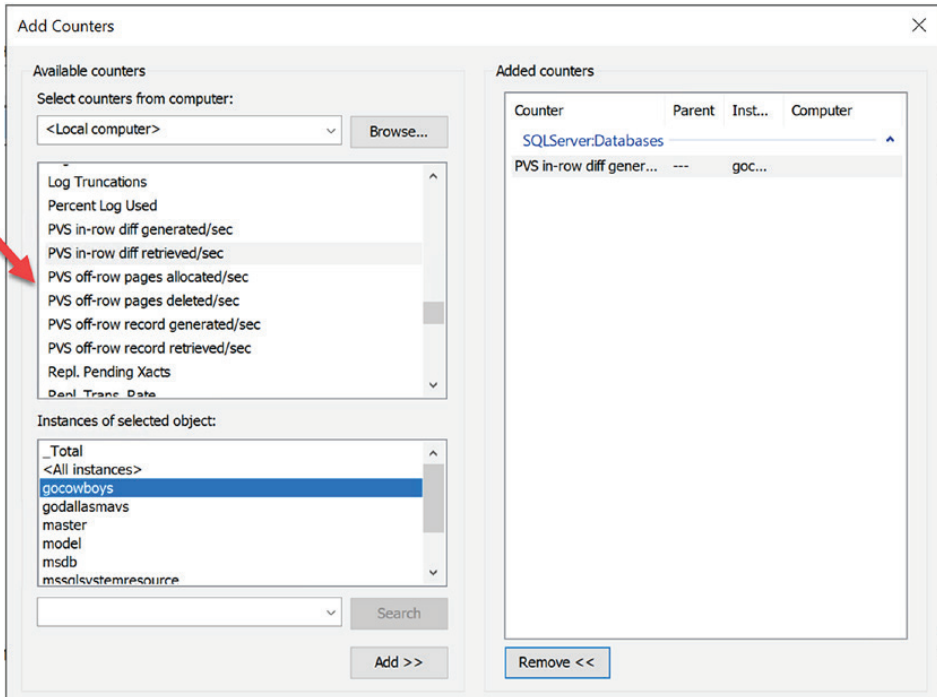 Add Counters
Available counters
Select counters from computer:
<Local computer>
Browse...
Log Truncations
Percent Log Used
PVS in-row diff generated/sec
PVS in-row diff retrieved/sec
PVS off-row pages allocated/sec
PVS off-row pages deleted/sec
PVS off-row record generated/sec
PVS off-row record retrieved/sec
Repl. Pending Xacts
Repl. Trans. Rate
Instances of selected object:
_Total
<All instances>
gocowboys
godallasmavs
master
model
msdb
mssqlsystemresource
Search
Add >>
Added counters
Counter Parent Inst... Computer
SQLServer:Databases
PVS in-row diff gener... --- goc...
Remove <<